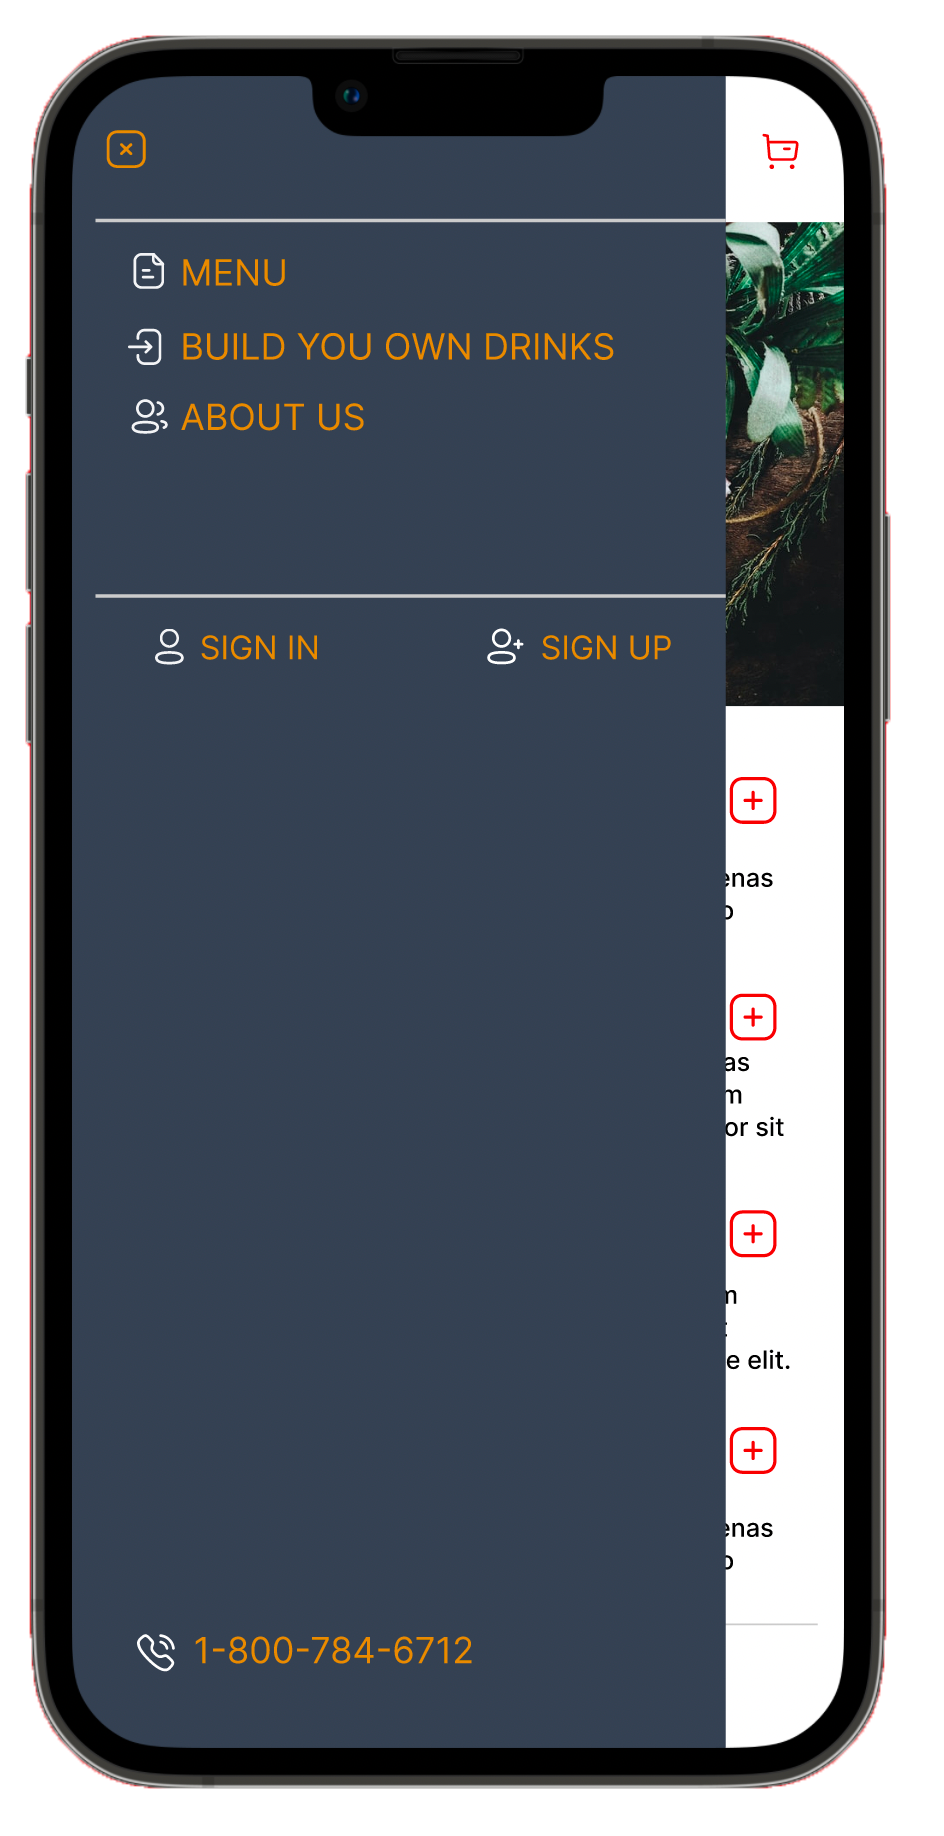 MENU
BUILD YOU OWN DRINKS
ABOUT US
SIGN IN
SIGN UP
enas
o
as
m
or sit
m
e elit.
enas
o
1-800-784-6712